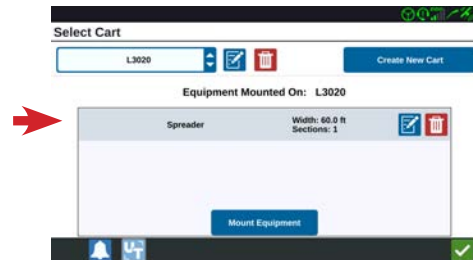 Select Cart
L3020
Create New Cart
Equipment Mounted On: L3020
Spreader
Width: 60.0 ft
Sections: 1
Mount Equipment
UT